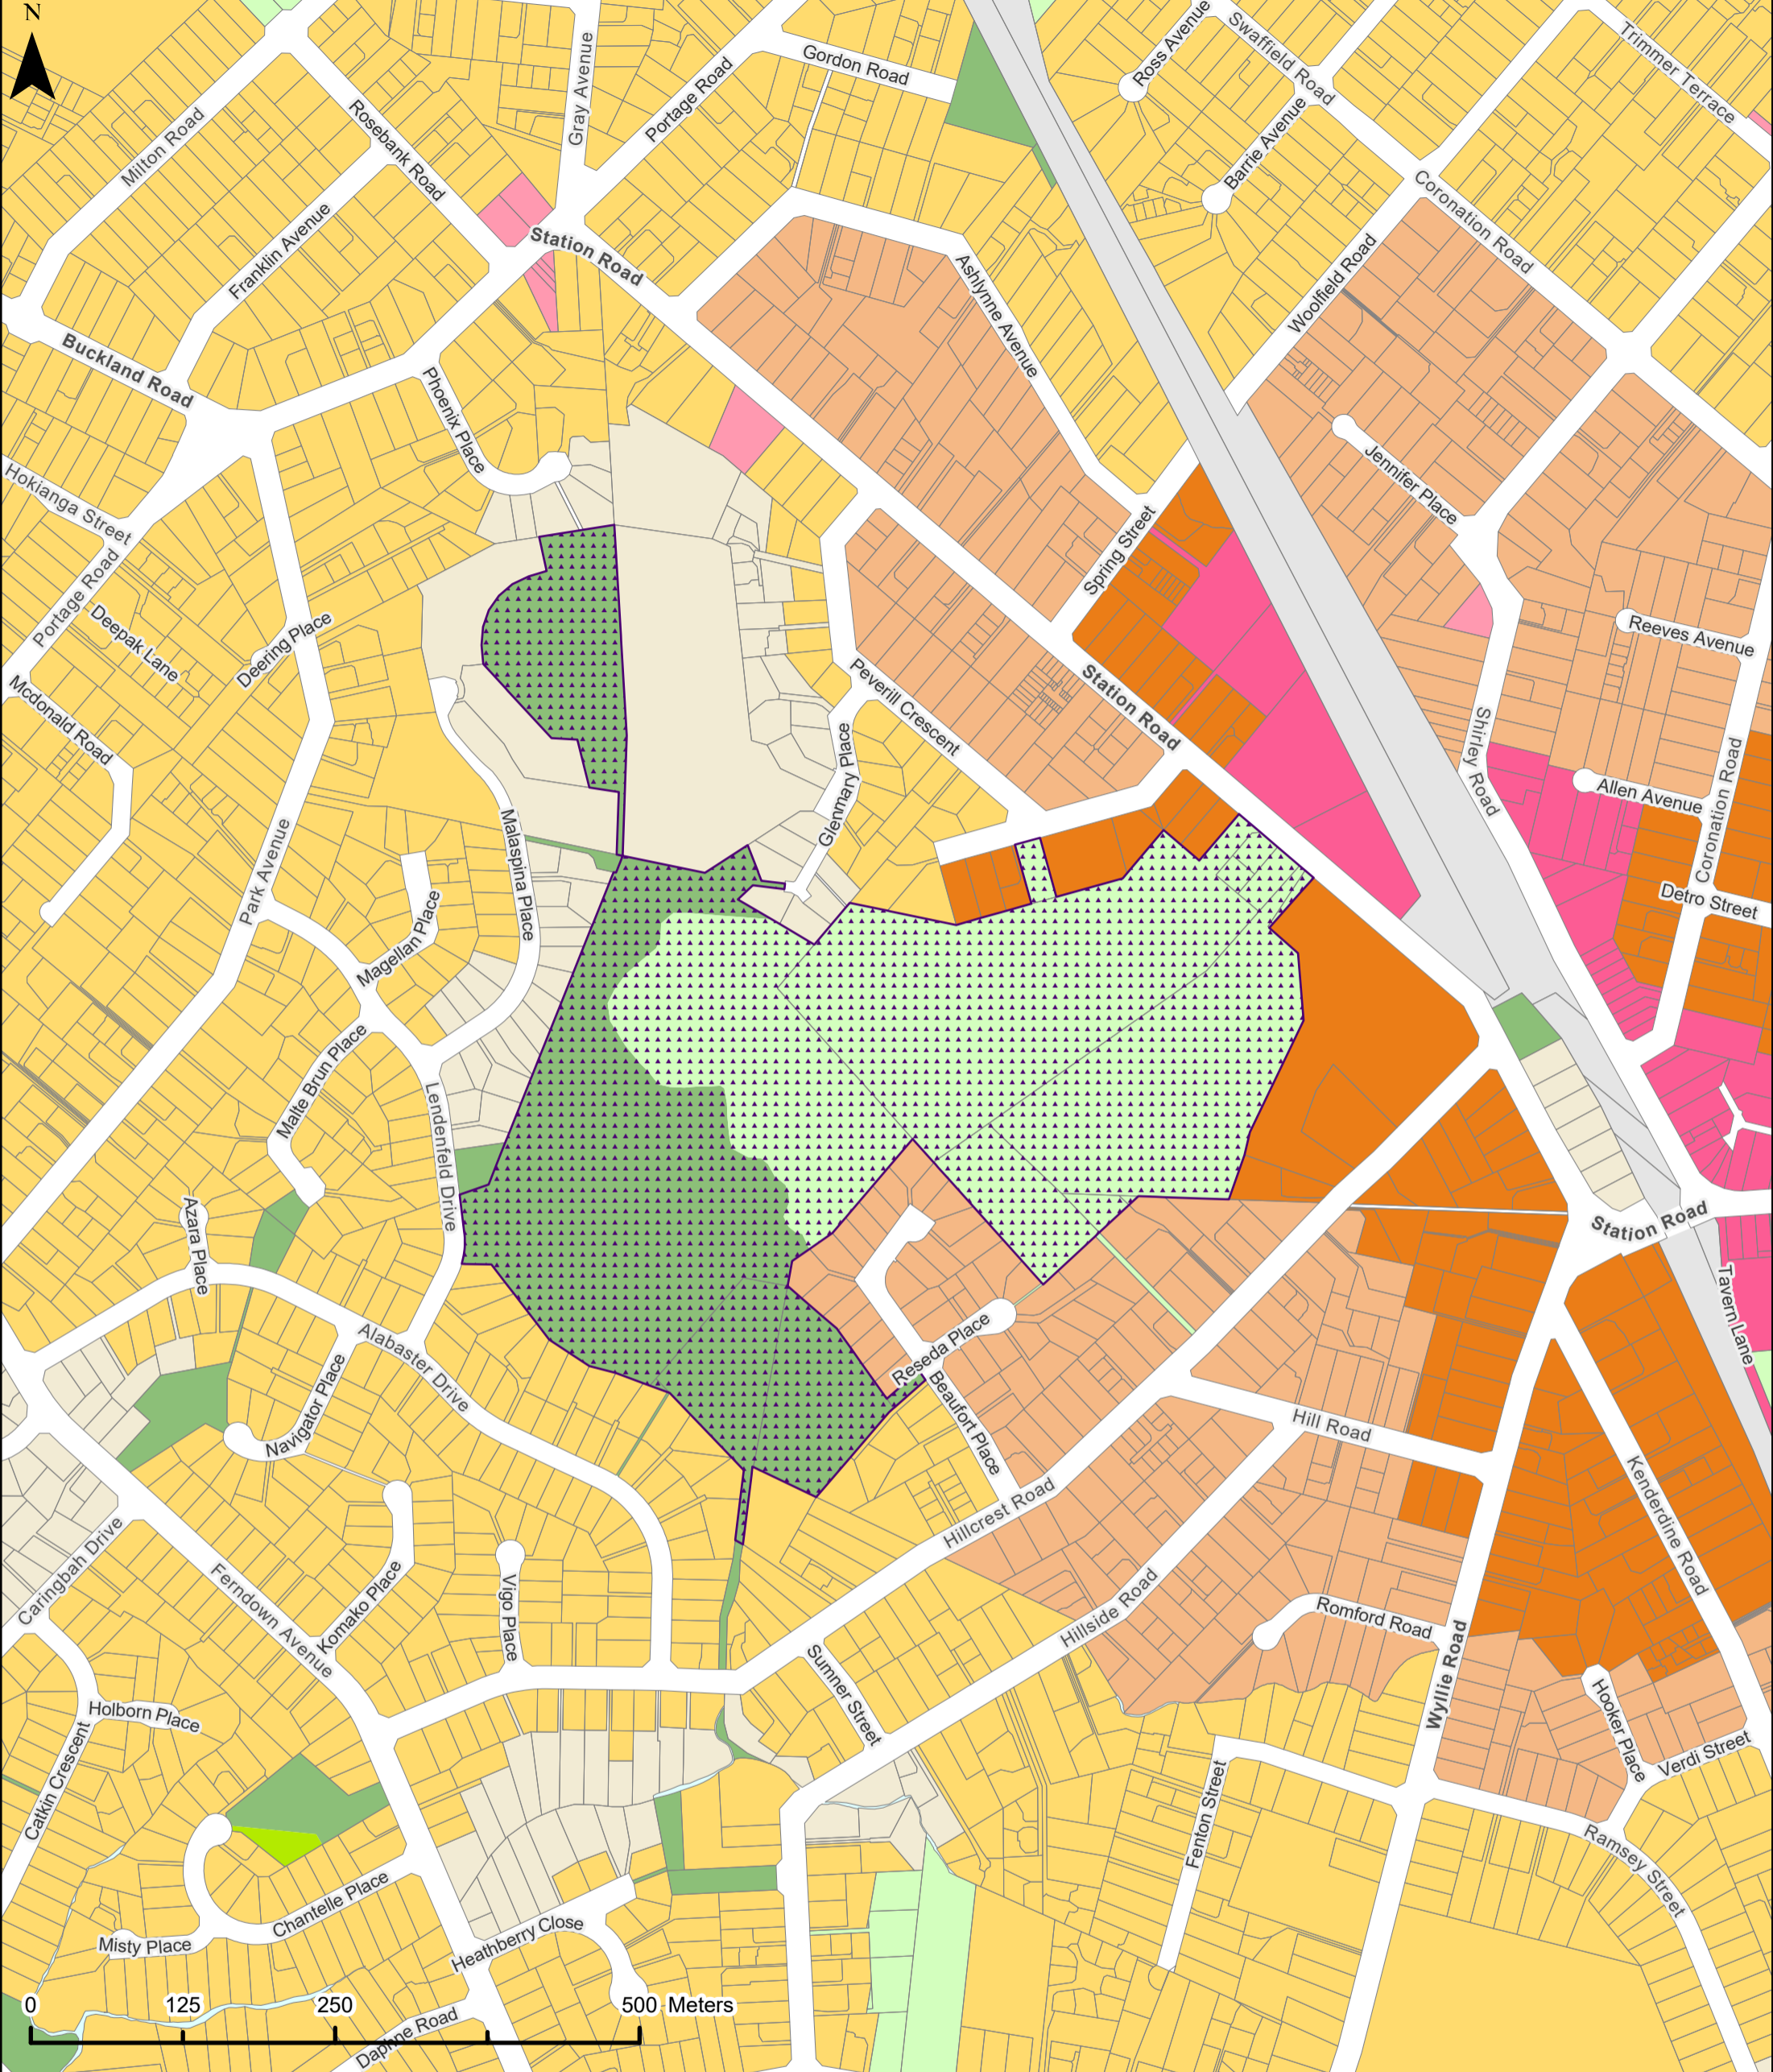 N
Ross Avenue
Swaffield Road
Trimmer Terrace
Gordon Road
Gray Avenue
Portage Road
Milton Road
Rosebank Road
Barrie Avenue
Coronation Road
Franklin Avenue
Station Road
Woolfield Road
Ashlynne Avenue
Buckland Road
Phoenix Place
Jennifer Place
Hokianga Street
Spring Street
Portage Road
Deepak Lane
Deering Place
Reeves Avenue
Mcdonald Road
Peverill Crescent
Station Road
Shirley Road
Glenmary Place
Malaspina Place
Allen Avenue
Coronation Road
Park Avenue
Detro Street
Magellan Place
Malte Brun Place
Lendenfeld Drive
Azara Place
Station Road
Tavern Lane
Alabaster Drive
Reseda Place
Navigator Place
Beaufort Place
Hill Road
Kenderdine Road
Hillcrest Road
Caringbah Drive
Ferndown Avenue
Komako Place
Vigo Place
Hillside Road
Romford Road
Wyllie Road
Sumner Street
Holborn Place
Hooker Place
Verdi Street
Catkin Crescent
Fenton Street
Ramsey Street
Chantelle Place
Misty Place
Heathberry Close
0 125 250 500 Meters
Daphne Road